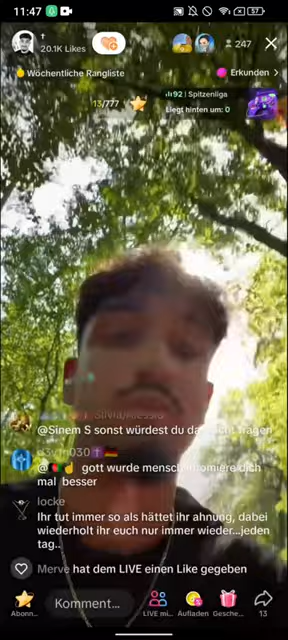 11:47
57
†
20.1K Likes
247
Wöchentliche Rangliste
Erkunden >
13/777
92 | Spitzenliga
Liegt hinten um: 0
@Sinem S sonst würdest du das nicht fragen
gott wurde mensch, dich
mal besser
locke
Ihr tut immer so als hättet ihr ahnung, dabei
wiederholt ihr euch nur immer wieder...jeden
tag..
Merve hat dem LIVE einen Like gegeben
Kommentar...
Abonn...
LIVE mi...
Aufladen
Gesche...
13